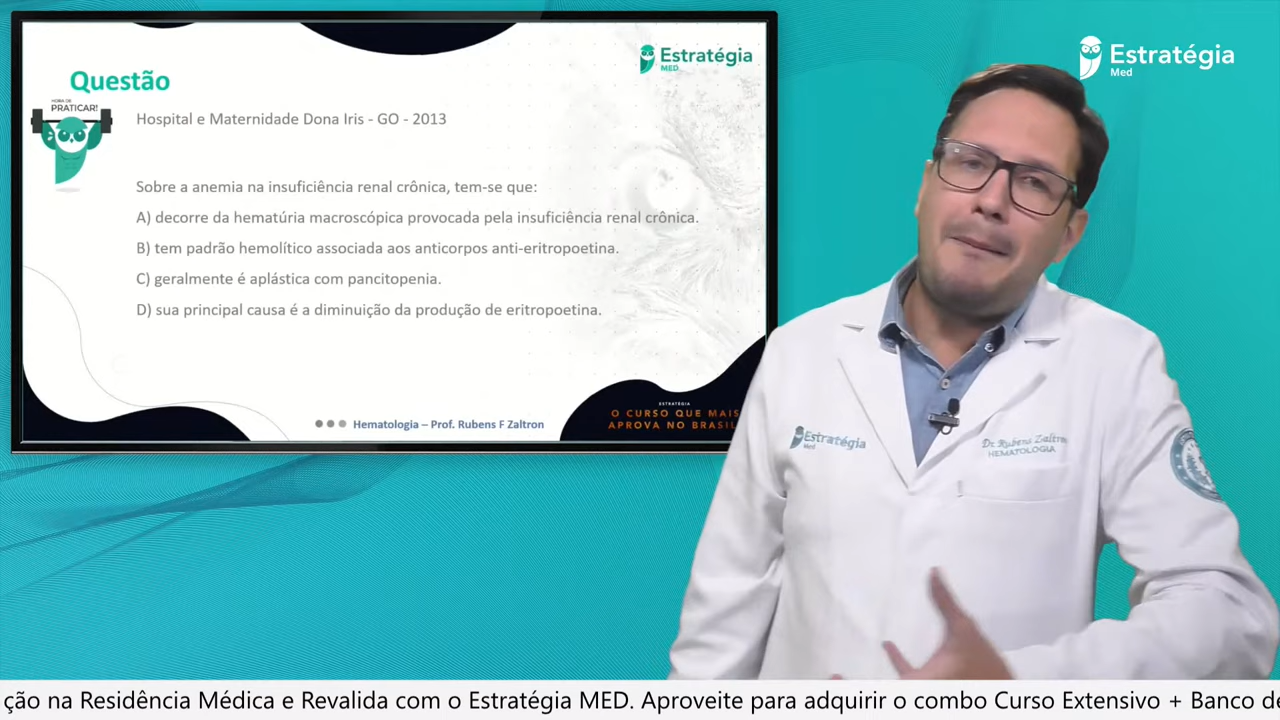 Questão
HORA DE
PRATICAR!
Estratégia
MED
Hospital e Maternidade Dona Iris - GO - 2013
Sobre a anemia na insuficiência renal crônica, tem-se que:
A) decorre da hematúria macroscópica provocada pela insuficiência renal crônica.
B) tem padrão hemolítico associada aos anticorpos anti-eritropoetina.
C) geralmente é aplástica com pancitopenia.
D) sua principal causa é a diminuição da produção de eritropoetina.
Hematologia – Prof. Rubens F Zaltron
ESTRATÉGIA
O CURSO QUE MAIS
APROVA NO BRASIL
Estratégia
Med
Estratégia
Med
Dr. Rubens Zaltron
HEMATOLOGIA
ção na Residência Médica e Revalida com o Estratégia MED. Aproveite para adquirir o combo Curso Extensivo + Banco de